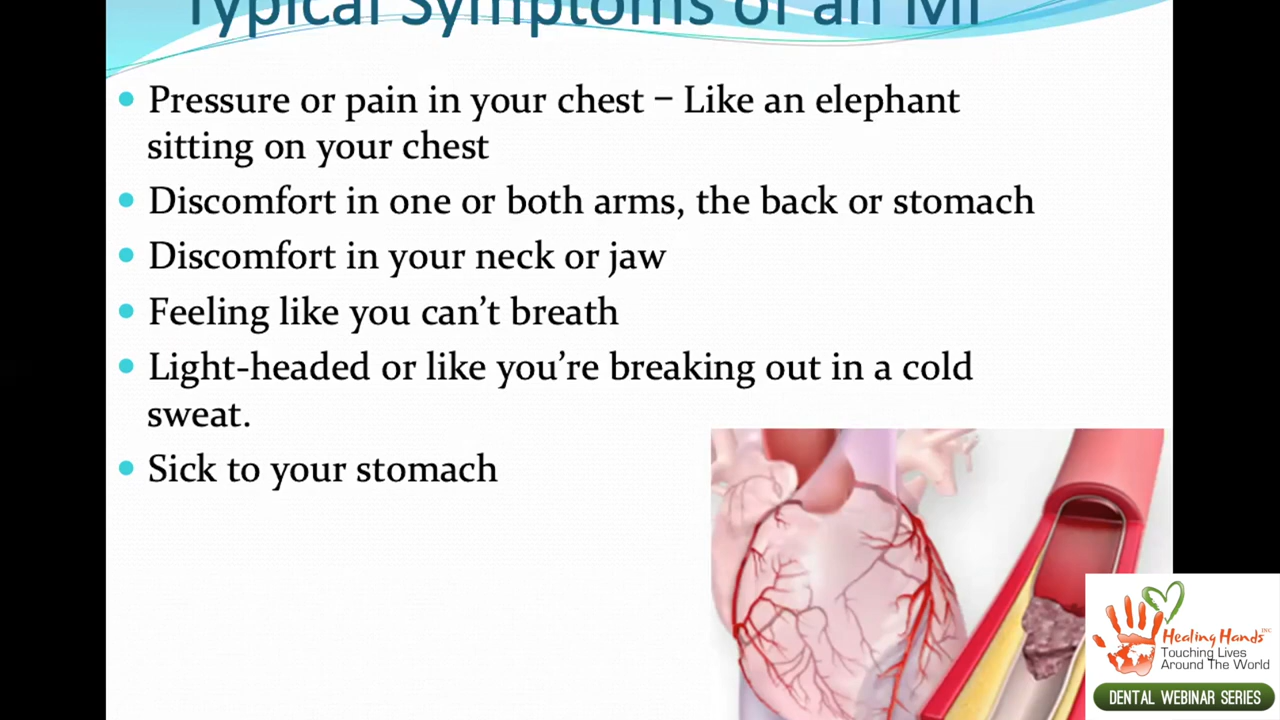 Typical Symptoms of an MI
Pressure or pain in your chest – Like an elephant
sitting on your chest
Discomfort in one or both arms, the back or stomach
Discomfort in your neck or jaw
Feeling like you can't breath
Light-headed or like you're breaking out in a cold
sweat.
Sick to your stomach
Healing Hands INC
Touching Lives
Around The World
DENTAL WEBINAR SERIES